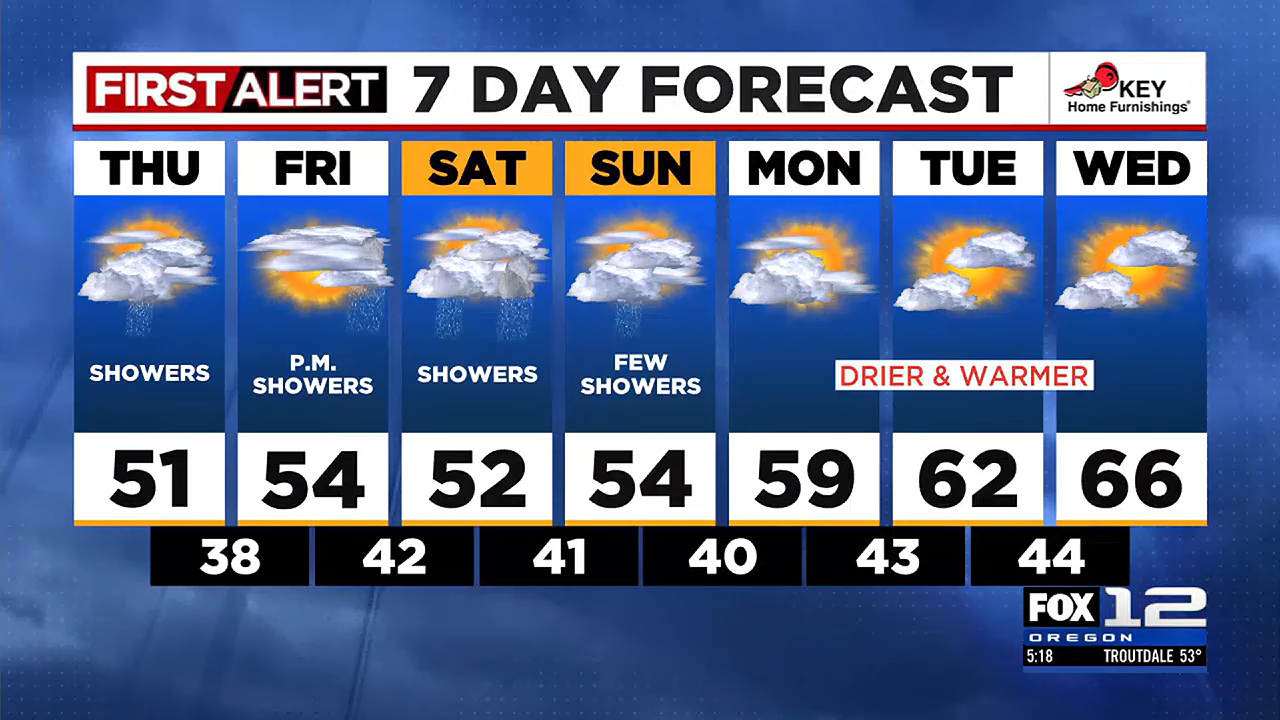 FIRST ALERT 7 DAY FORECAST
KEY
Home Furnishings®
THU FRI SAT SUN MON TUE WED
SHOWERS
P.M.
SHOWERS
SHOWERS
FEW
SHOWERS
DRIER & WARMER
51 54 52 54 59 62 66
38 42 41 40 43 44
FOX 12
OREGON
5:18 TROUTDALE 53°